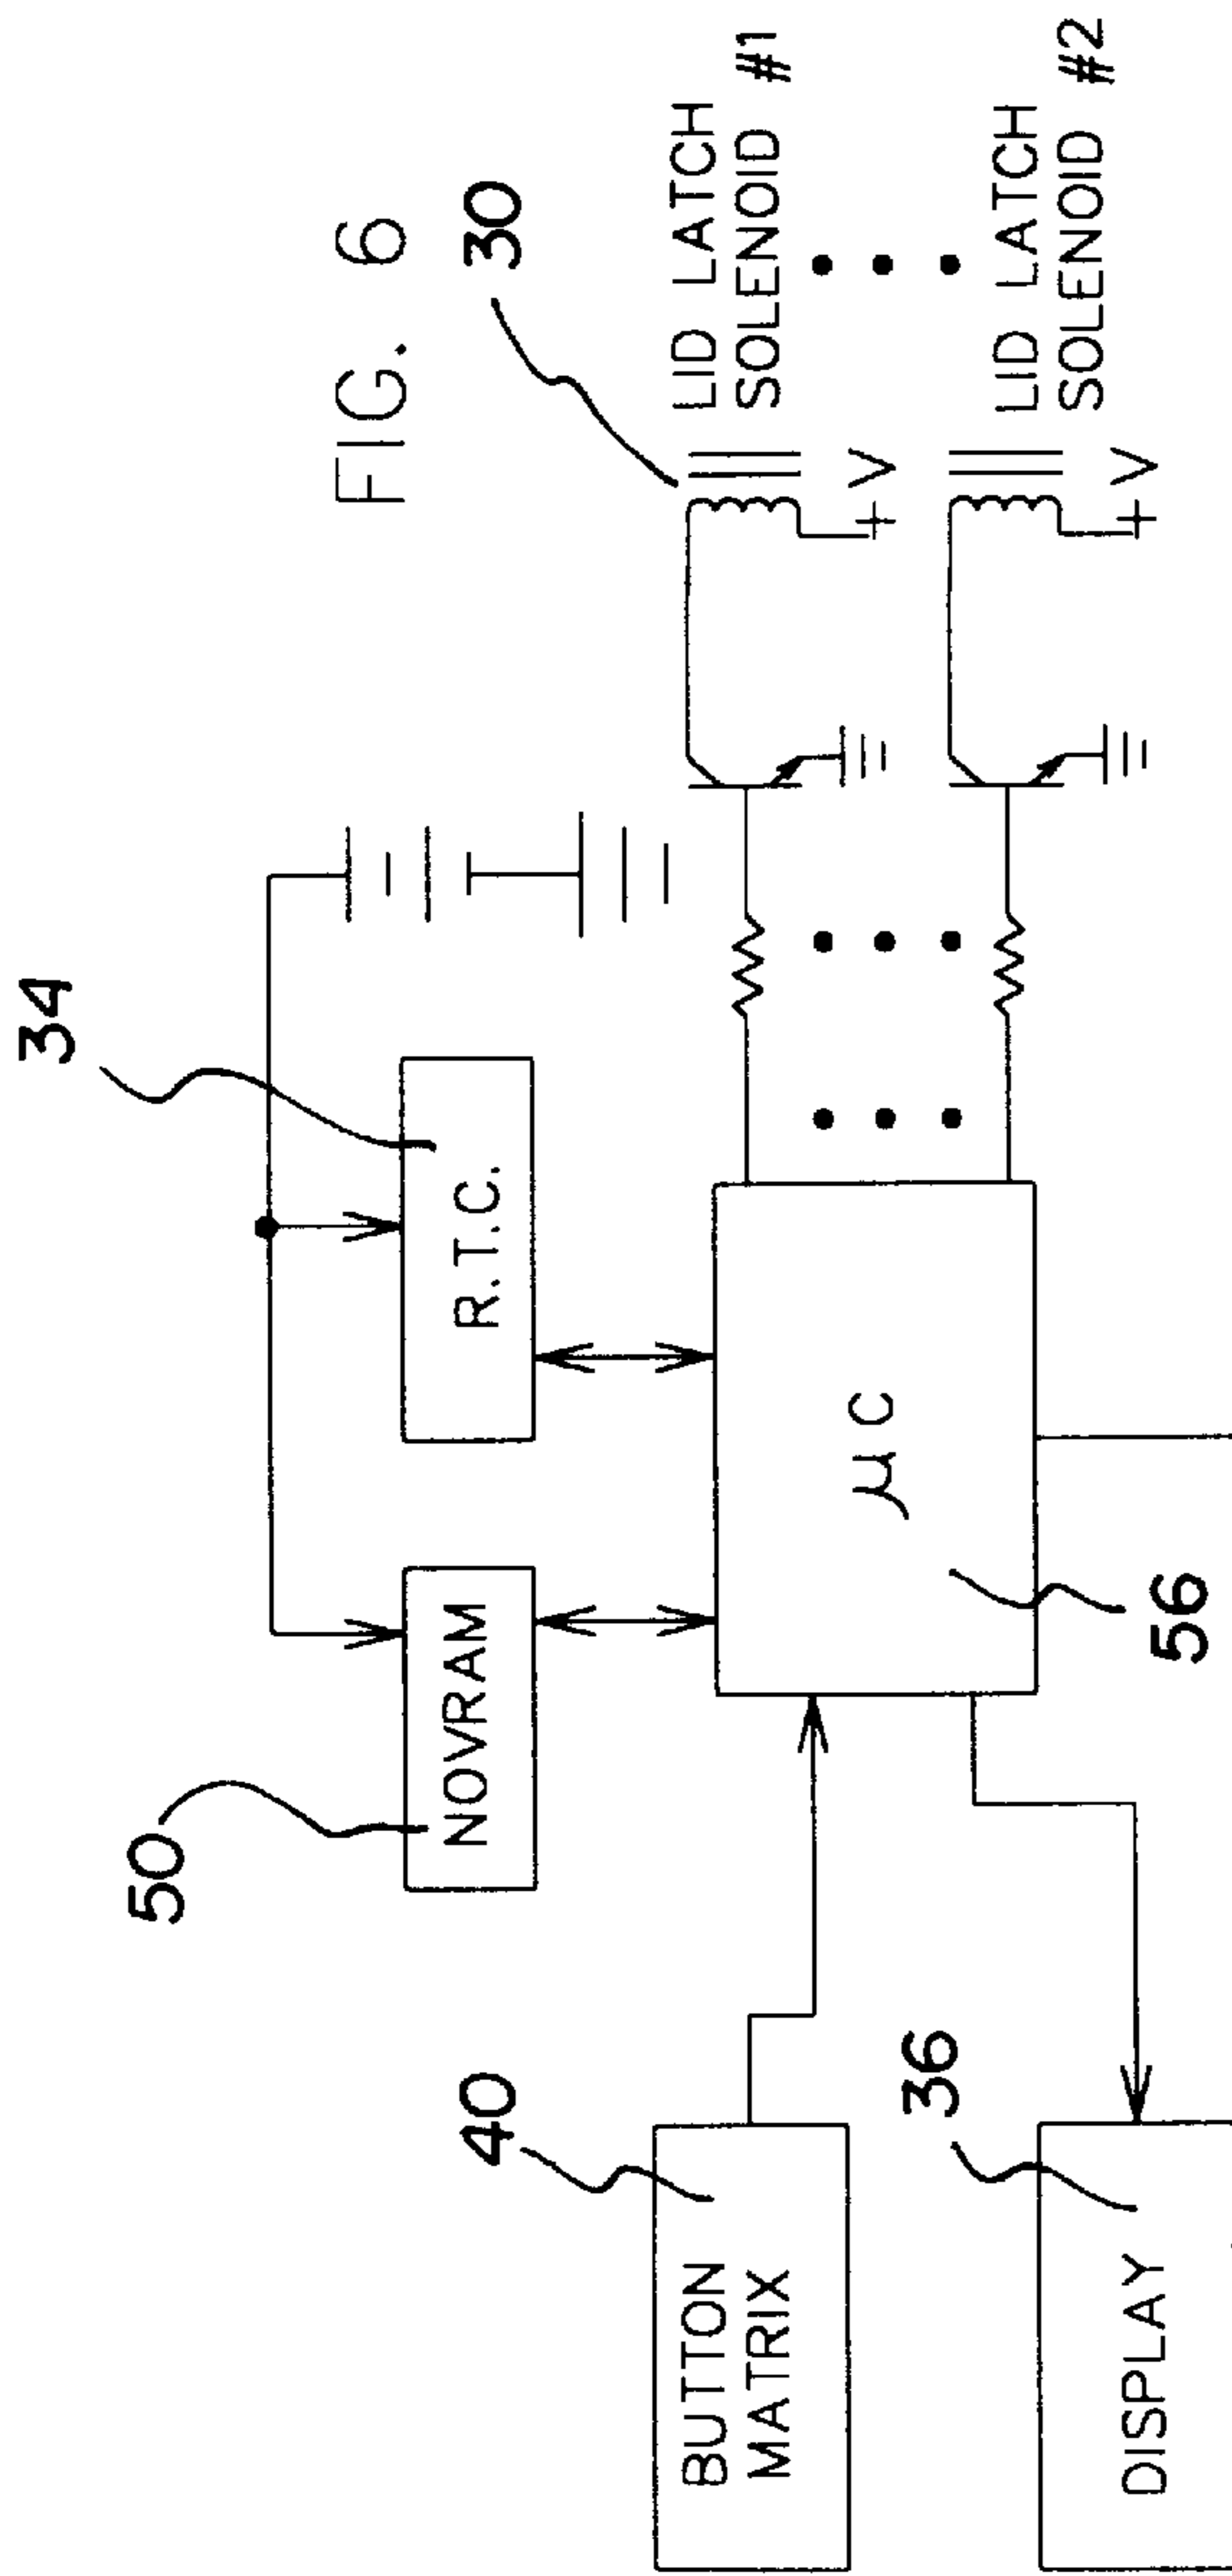 FIG. 6
34
50
NOVRAM
R.T.C.
30
40
BUTTON
MATRIX
μC
56
LID LATCH
SOLENOID #1
+V
36
DISPLAY
LID LATCH
SOLENOID #2
+V